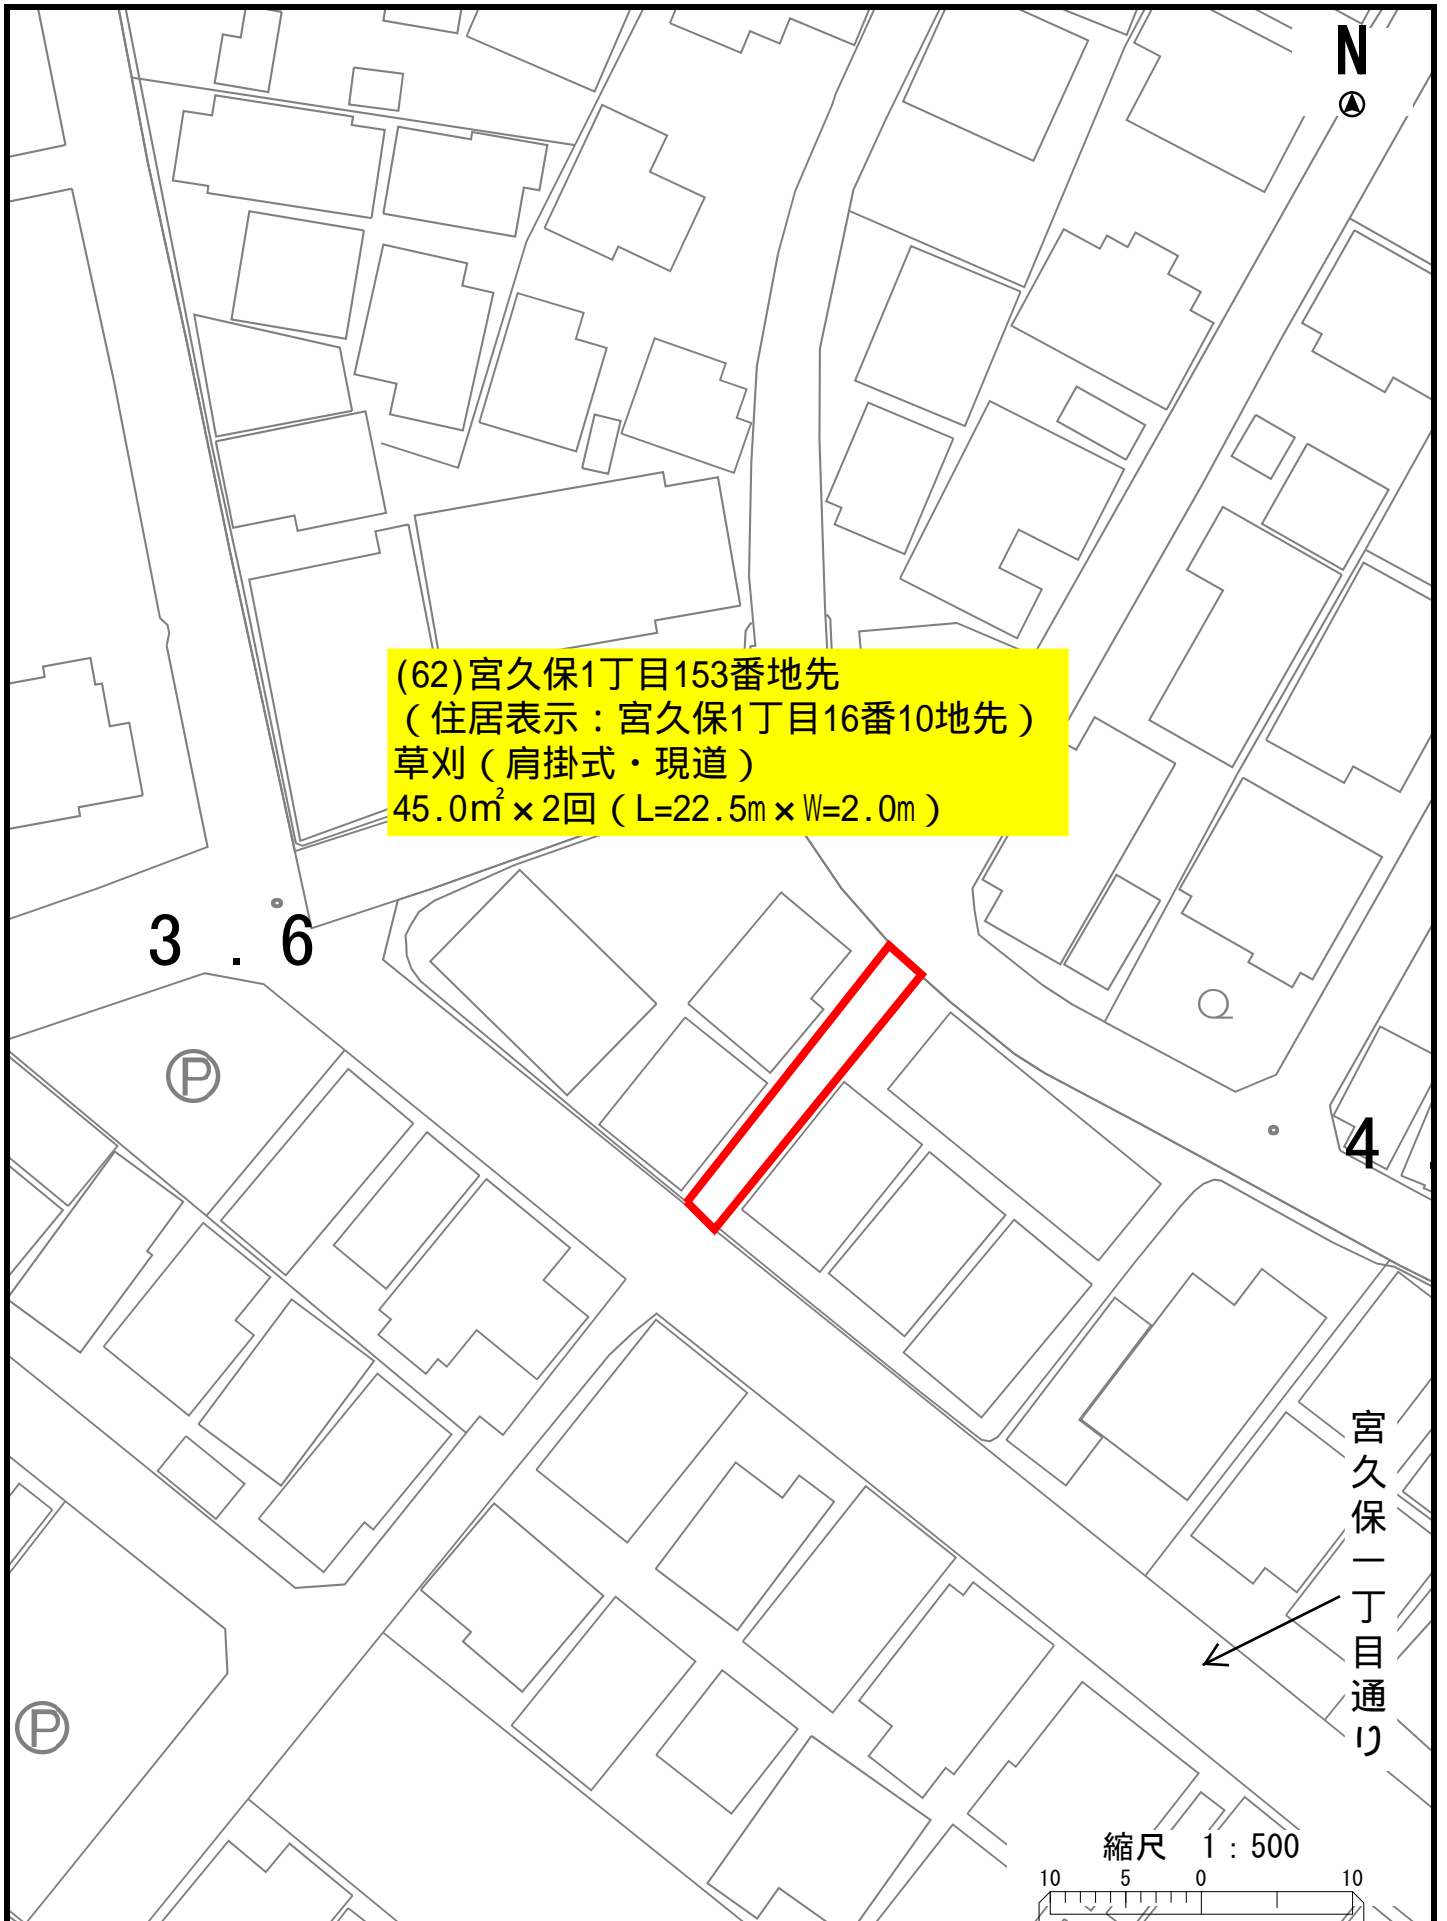 N
(62)宮久保1丁目153番地先
（住居表示：宮久保1丁目16番10地先）
草刈（肩掛式・現道）
45.0㎡×2回（L=22.5m×W=2.0m）
3.6
P
4.
宮久保一丁目通り
P
縮尺 1：500
10 5 0 10